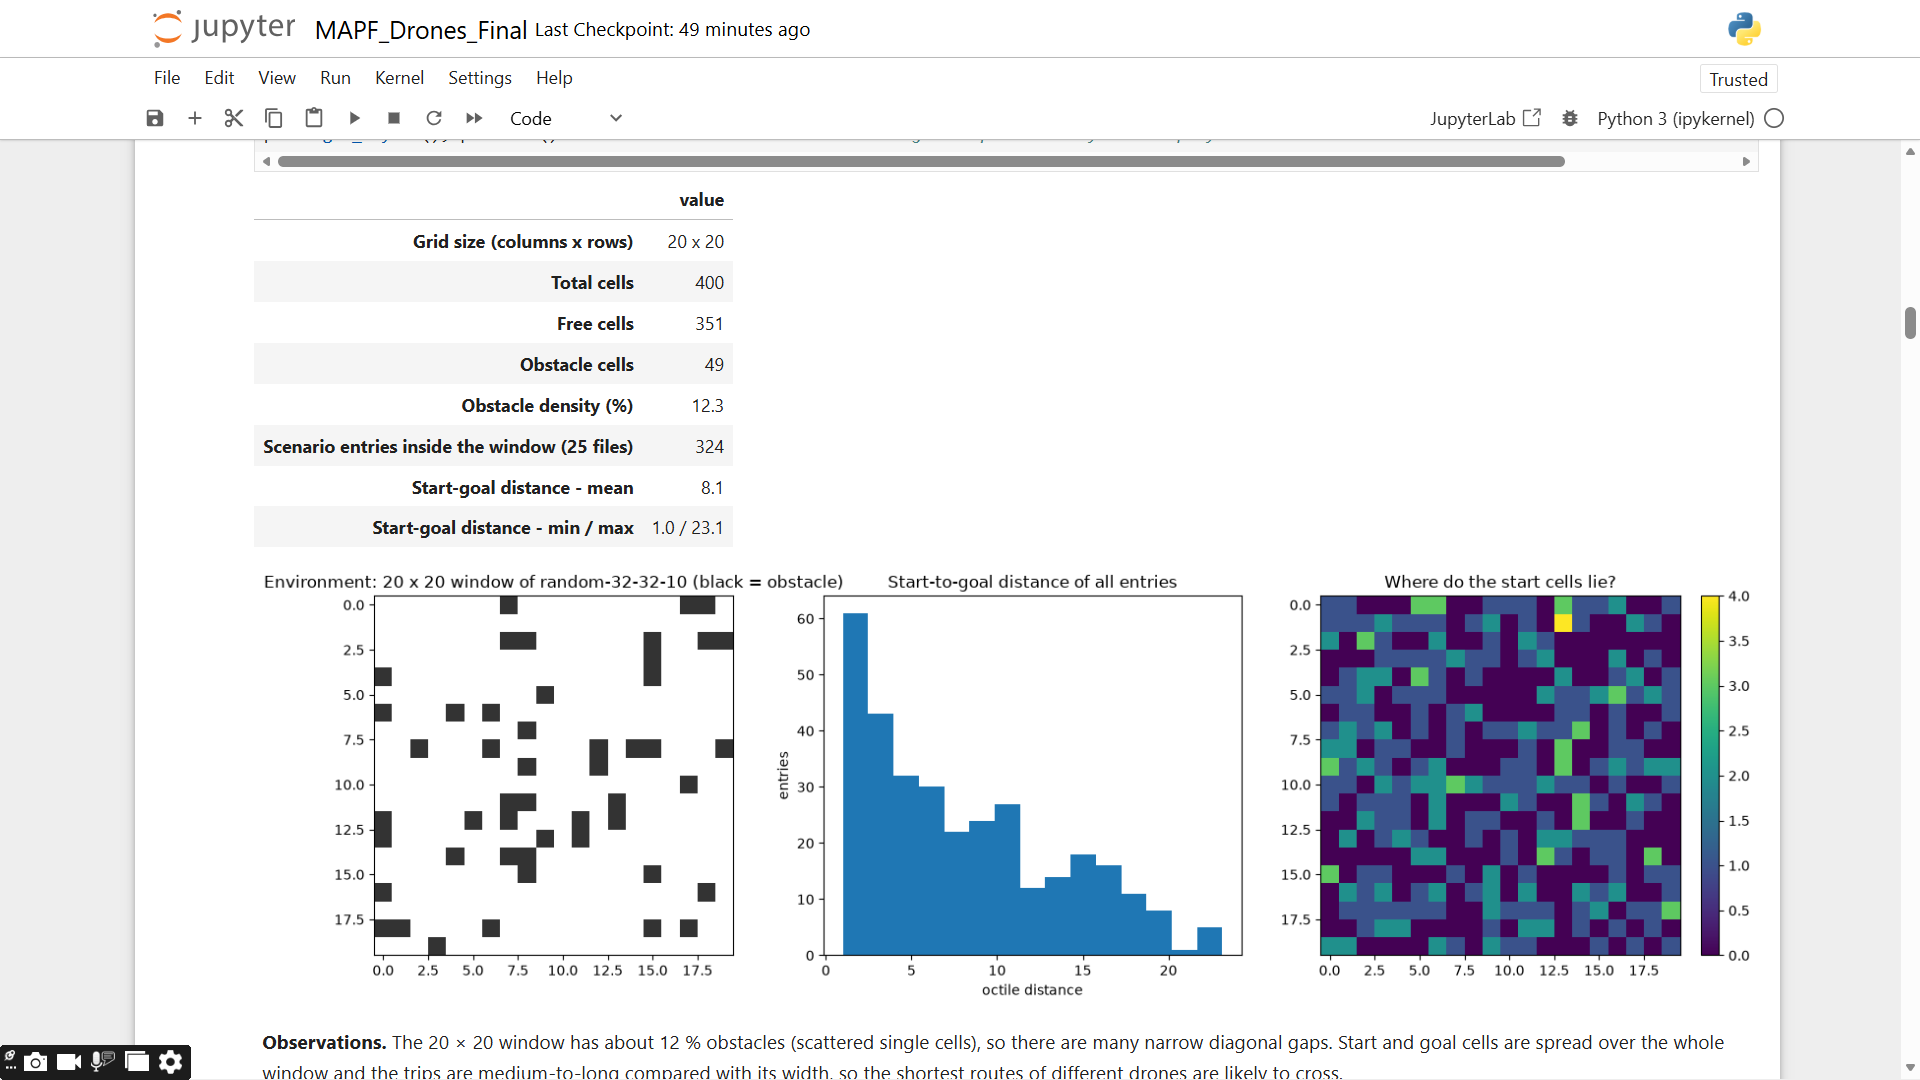 jupyter MAPF_Drones_Final Last Checkpoint: 49 minutes ago
File Edit View Run Kernel Settings Help Trusted
Code JupyterLab Python 3 (ipykernel)
value
Grid size (columns x rows) 20 x 20
Total cells 400
Free cells 351
Obstacle cells 49
Obstacle density (%) 12.3
Scenario entries inside the window (25 files) 324
Start-goal distance - mean 8.1
Start-goal distance - min / max 1.0 / 23.1
Environment: 20 x 20 window of random-32-32-10 (black = obstacle)
0.0
2.5
5.0
7.5
10.0
12.5
15.0
17.5
0.0 2.5 5.0 7.5 10.0 12.5 15.0 17.5
Start-to-goal distance of all entries
60
50
40
30
20
10
0
entries
0 5 10 15 20
octile distance
Where do the start cells lie?
0.0
2.5
5.0
7.5
10.0
12.5
15.0
17.5
0.0 2.5 5.0 7.5 10.0 12.5 15.0 17.5
4.0
3.5
3.0
2.5
2.0
1.5
1.0
0.5
0.0
Observations. The 20 × 20 window has about 12 % obstacles (scattered single cells), so there are many narrow diagonal gaps. Start and goal cells are spread over the whole
window and the trips are medium-to-long compared with its width, so the shortest routes of different drones are likely to cross.